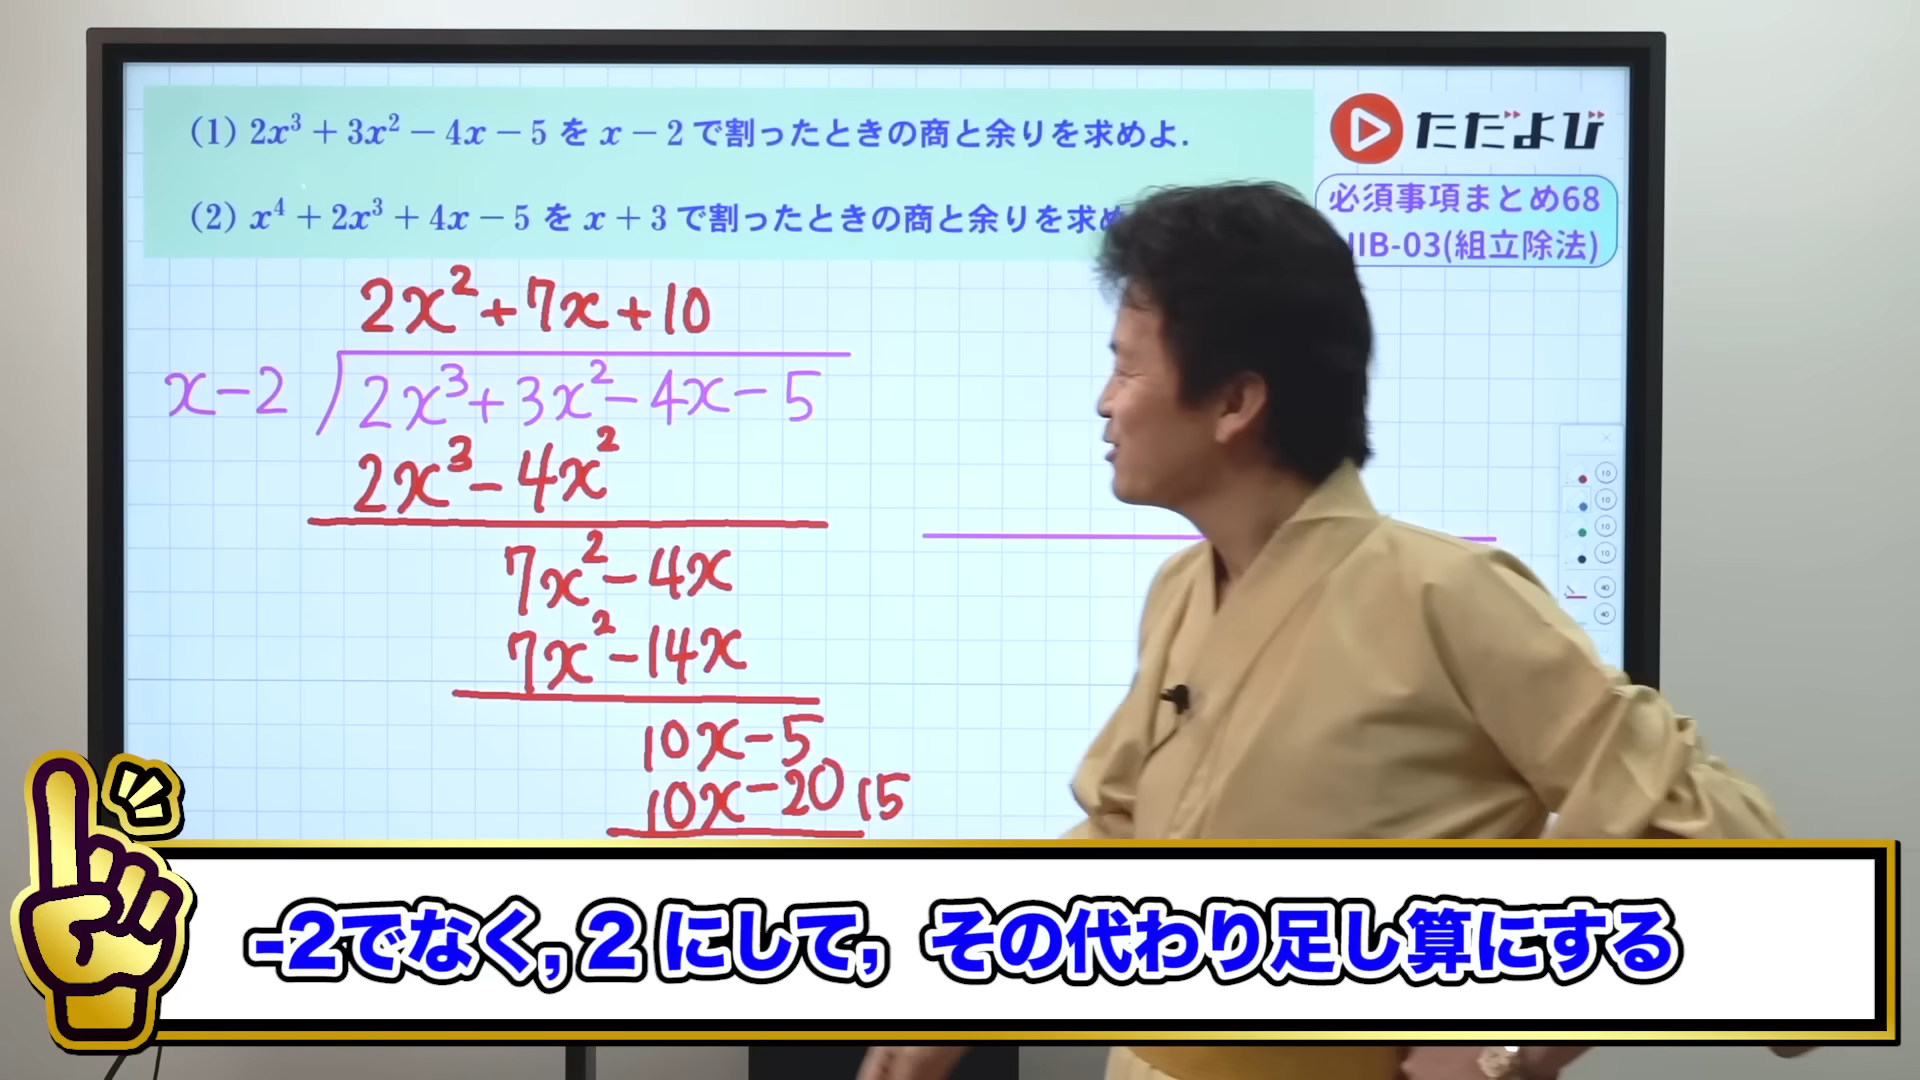 (1) 2x³ + 3x² − 4x − 5 を x − 2 で割ったときの商と余りを求めよ.
(2) x⁴ + 2x³ + 4x − 5 を x + 3 で割ったときの商と余りを求め
ただよび
必須事項まとめ68
IIB-03(組立除法)
2x²+7x+10
x−2
2x³+3x²−4x−5
2x³−4x²
7x²−4x
7x²−14x
10x−5
10x−20
15
-2でなく, 2 にして, その代わり足し算にする